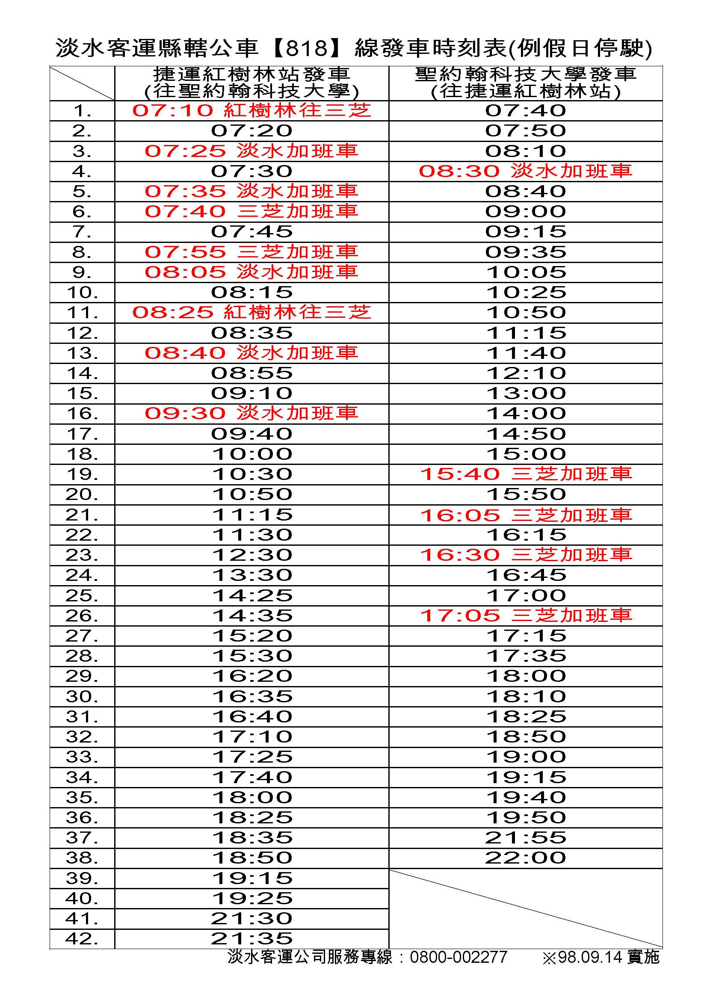 淡水客運縣轄公車【818】線發車時刻表(例假日停駛)
捷運紅樹林站發車 聖約翰科技大學發車
(往聖約翰科技大學) (往捷運紅樹林站)
1. 07:10 紅樹林往三芝 07:40
2. 07:20 07:50
3. 07:25 淡水加班車 08:10
4. 07:30 08:30 淡水加班車
5. 07:35 淡水加班車 08:40
6. 07:40 三芝加班車 09:00
7. 07:45 09:15
8. 07:55 三芝加班車 09:35
9. 08:05 淡水加班車 10:05
10. 08:15 10:25
11. 08:25 紅樹林往三芝 10:50
12. 08:35 11:15
13. 08:40 淡水加班車 11:40
14. 08:55 12:10
15. 09:10 13:00
16. 09:30 淡水加班車 14:00
17. 09:40 14:50
18. 10:00 15:00
19. 10:30 15:40 三芝加班車
20. 10:50 15:50
21. 11:15 16:05 三芝加班車
22. 11:30 16:15
23. 12:30 16:30 三芝加班車
24. 13:30 16:45
25. 14:25 17:00
26. 14:35 17:05 三芝加班車
27. 15:20 17:15
28. 15:30 17:35
29. 16:20 18:00
30. 16:35 18:10
31. 16:40 18:25
32. 17:10 18:50
33. 17:25 19:00
34. 17:40 19:15
35. 18:00 19:40
36. 18:25 19:50
37. 18:35 21:55
38. 18:50 22:00
39. 19:15
40. 19:25
41. 21:30
42. 21:35
淡水客運公司服務專線：0800-002277 ※98.09.14 實施